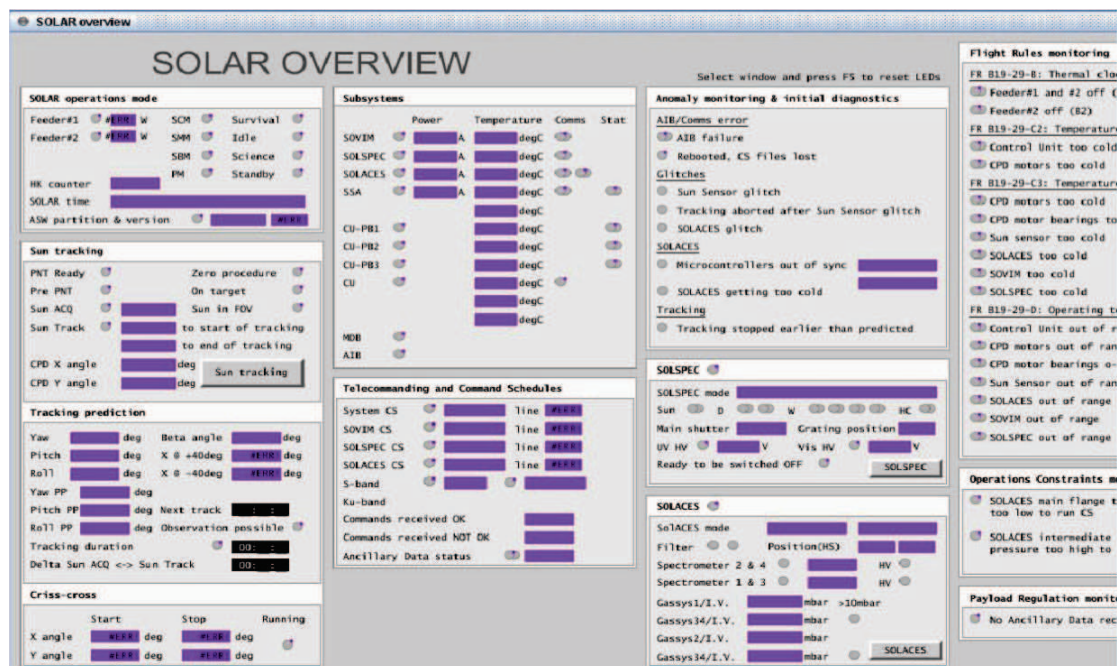 SOLAR overview
SOLAR OVERVIEW
Select window and press F5 to reset LEDs
SOLAR operations mode
Feeder#1 #ERR W SCM Survival
Feeder#2 #ERR W SMM Idle
SBM Science
PM Standby
HK counter
SOLAR time
ASW partition & version #ERR
Sun tracking
PNT Ready Zero procedure
Pre PNT On target
Sun ACQ Sun in FOV
Sun Track to start of tracking
to end of tracking
CPD X angle deg
CPD Y angle deg
Sun tracking
Tracking prediction
Yaw deg Beta angle deg
Pitch deg X @ +40deg #ERR
Roll deg X @ -40deg #ERR
Yaw PP deg
Pitch PP deg Next track : :
Roll PP deg Observation possible
Tracking duration 00: :
Delta Sun ACQ <-> Sun Track 00: :
Criss-cross
Start Stop Running
X angle #ERR deg #ERR deg
Y angle #ERR deg #ERR deg
Subsystems
Power Temperature Comms Stat
SOVIM A degC
SOLSPEC A degC
SOLACES A degC
SSA A degC
degC
CU-PB1 degC
CU-PB2 degC
CU-PB3 degC
CU degC
degC
degC
MDB
AIB
Telecommanding and Command Schedules
System CS line #ERR
SOVIM CS line #ERR
SOLSPEC CS line #ERR
SOLACES CS line #ERR
S-band
Ku-band
Commands received OK
Commands received NOT OK
Ancillary Data status
Anomaly monitoring & initial diagnostics
AIB/Comms error
AIB failure
Rebooted, CS files lost
Glitches
Sun Sensor glitch
Tracking aborted after Sun Sensor glitch
SOLACES glitch
SOLACES
Microcontrollers out of sync
SOLACES getting too cold
Tracking
Tracking stopped earlier than predicted
SOLSPEC
SOLSPEC mode
Sun D W HC
Main shutter Grating position
UV HV V Vis HV V
Ready to be switched OFF
SOLSPEC
SOLACES
SolACES mode
Filter Position(HS)
Spectrometer 2 & 4 HV
Spectrometer 1 & 3 HV
Gassys1/I.V. mbar >10mbar
Gassys34/I.V. mbar
Gassys2/I.V. mbar
Gassys34/I.V. mbar
SOLACES
Flight Rules monitoring
FR B19-29-B: Thermal cloc
Feeder#1 and #2 off (
Feeder#2 off (B2)
FR B19-29-C2: Temperature
Control Unit too cold
CPD motors too cold
FR B19-29-C3: Temperature
CPD motors too cold
CPD motor bearings to
Sun sensor too cold
SOLACES too cold
SOVIM too cold
SOLSPEC too cold
FR B19-29-D: Operating te
Control Unit out of r
CPD motors out of ran
CPD motor bearings o-
Sun Sensor out of ran
SOLACES out of range
SOVIM out of range
SOLSPEC out of range
Operations Constraints mo
SOLACES main flange t
too low to run CS
SOLACES intermediate
pressure too high to
Payload Regulation monito
No Ancillary Data rec